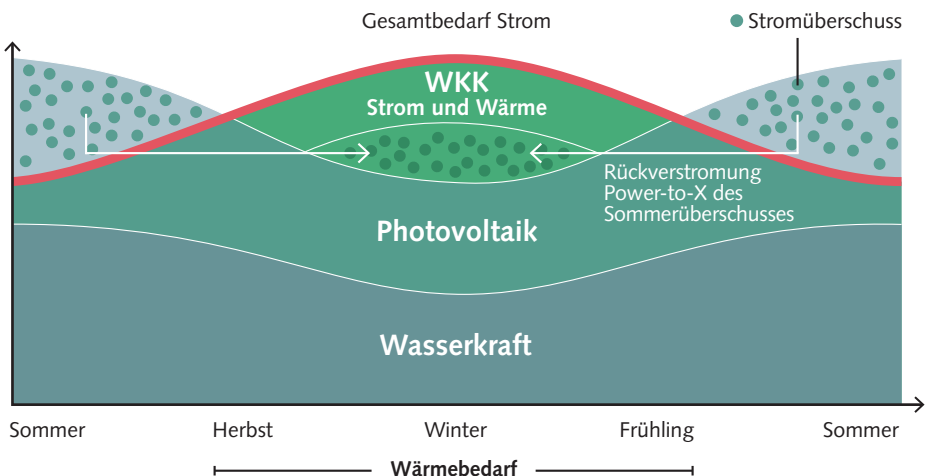 Gesamtbedarf Strom
Stromüberschuss
WKK
Strom und Wärme
Rückverstromung
Power-to-X des
Sommerüberschusses
Photovoltaik
Wasserkraft
Sommer
Herbst
Winter
Frühling
Sommer
Wärmebedarf